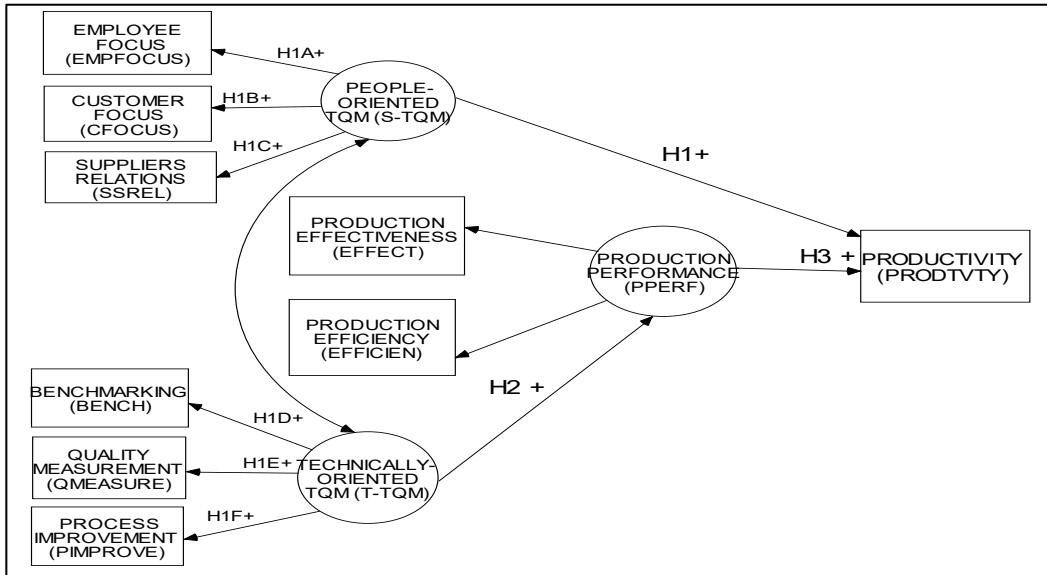 EMPLOYEE
FOCUS
(EMPFOCUS)
H1A+
CUSTOMER
FOCUS
(CFOCUS)
H1B+
SUPPLIERS
RELATIONS
(SSREL)
H1C+
PEOPLE-
ORIENTED
TQM (S-TQM)
H1+
PRODUCTION
EFFECTIVENESS
(EFFECT)
PRODUCTION
EFFICIENCY
(EFFICIEN)
PRODUCTION
PERFORMANCE
(PPERF)
H3 +
PRODUCTIVITY
(PRODTVTY)
H2 +
BENCHMARKING
(BENCH)
H1D+
QUALITY
MEASUREMENT
(QMEASURE)
H1E+
PROCESS
IMPROVEMENT
(PIMPROVE)
H1F+
TECHNICALLY-
ORIENTED
TQM (T-TQM)